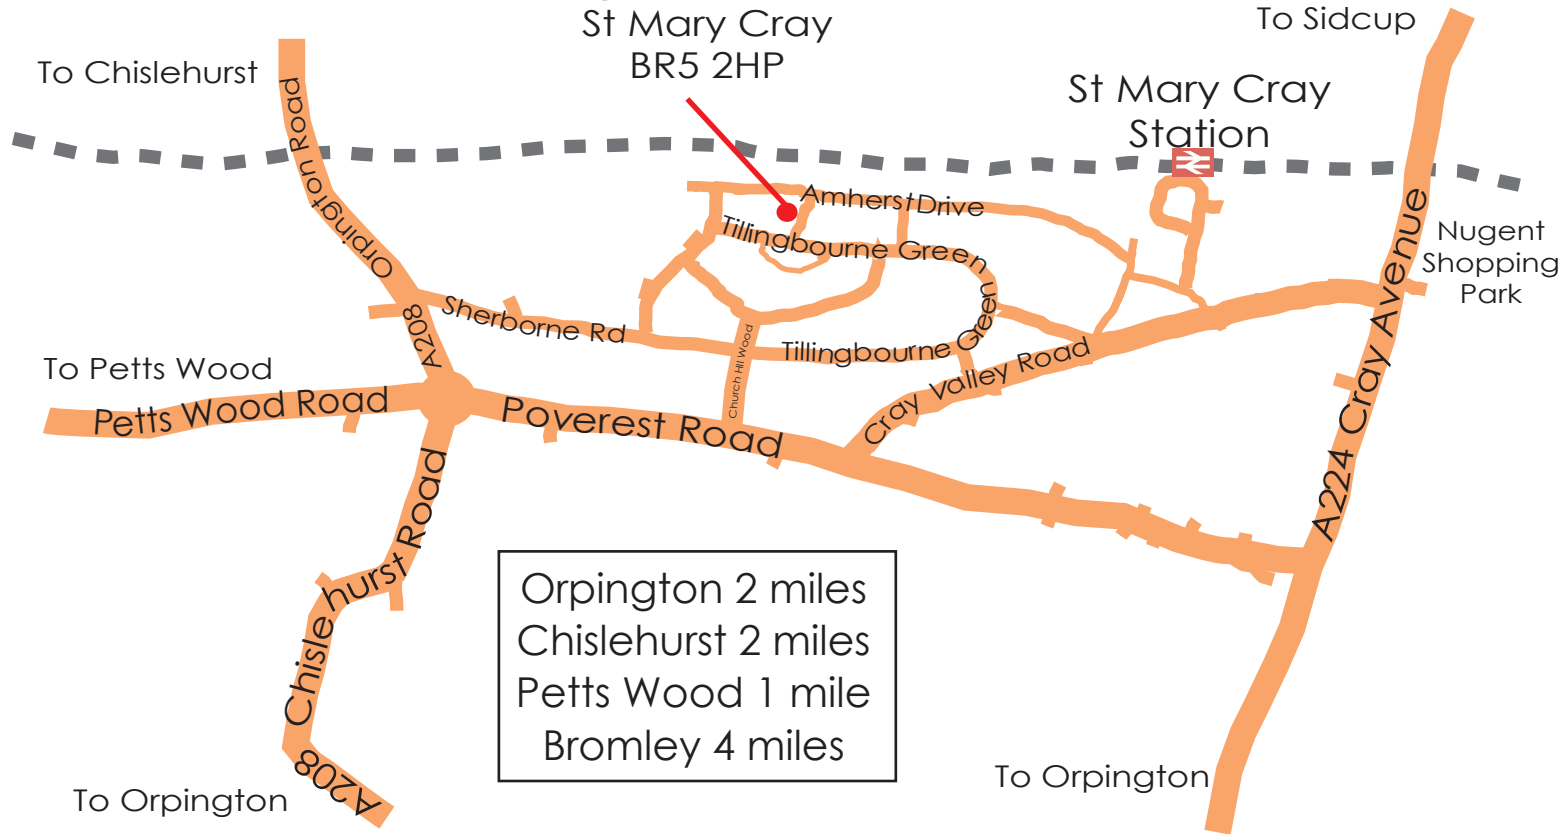 St Mary Cray
BR5 2HP
To Sidcup
To Chislehurst
St Mary Cray
Station
Orpington Road
Amherst Drive
Tillingbourne Green
Nugent
Shopping
Park
A208
Sherborne Rd
Tillingbourne Green
Church Hil Wood
Cray Valley Road
A224 Cray Avenue
To Petts Wood
Petts Wood Road
Poverest Road
Chislehurst Road
A208
Orpington 2 miles
Chislehurst 2 miles
Petts Wood 1 mile
Bromley 4 miles
To Orpington
To Orpington